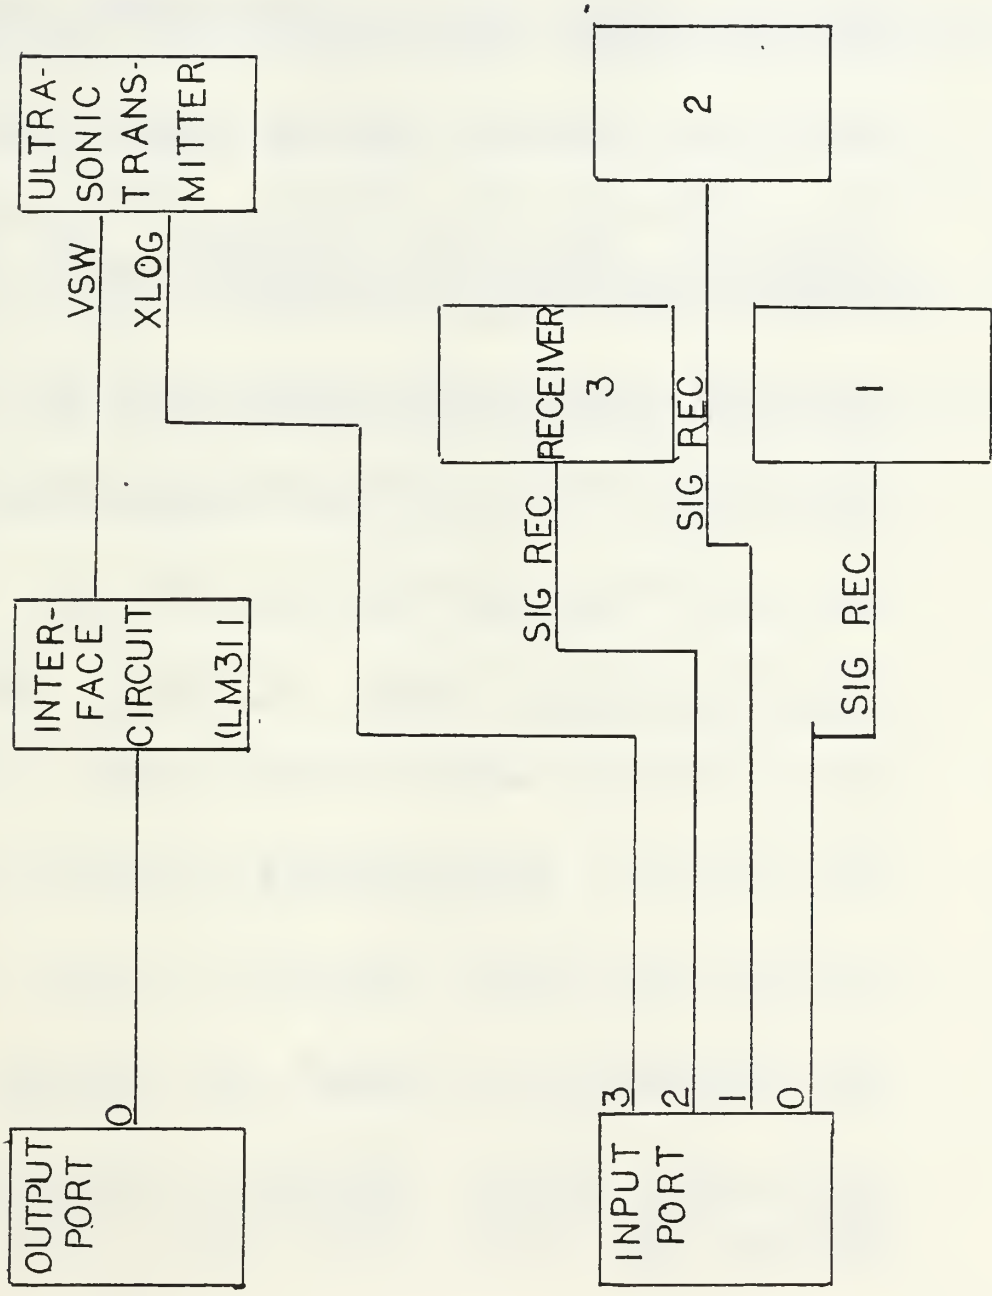 OUTPUT
PORT
0
INTER-
FACE
CIRCUIT
(LM311
VSW
XLOG
ULTRA-
SONIC
TRANS-
MITTER
INPUT
PORT
3
2
1
0
SIG REC
RECEIVER
3
SIG REC
2
SIG REC
1